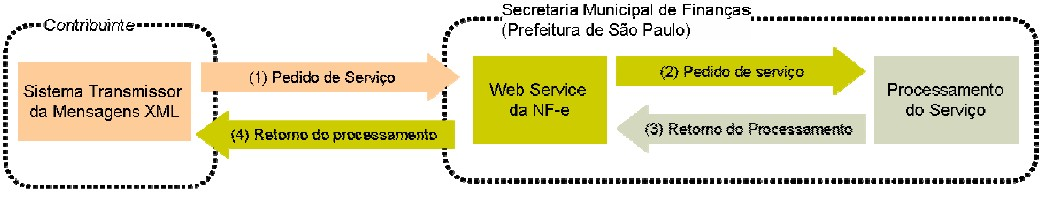 Contribuinte
Secretaria Municipal de Finanças
(Prefeitura de São Paulo)
Sistema Transmissor
da Mensagens XML
(1) Pedido de Serviço
(4) Retorno do processamento
Web Service
da NF-e
(2) Pedido de serviço
(3) Retorno do Processamento
Processamento
do Serviço